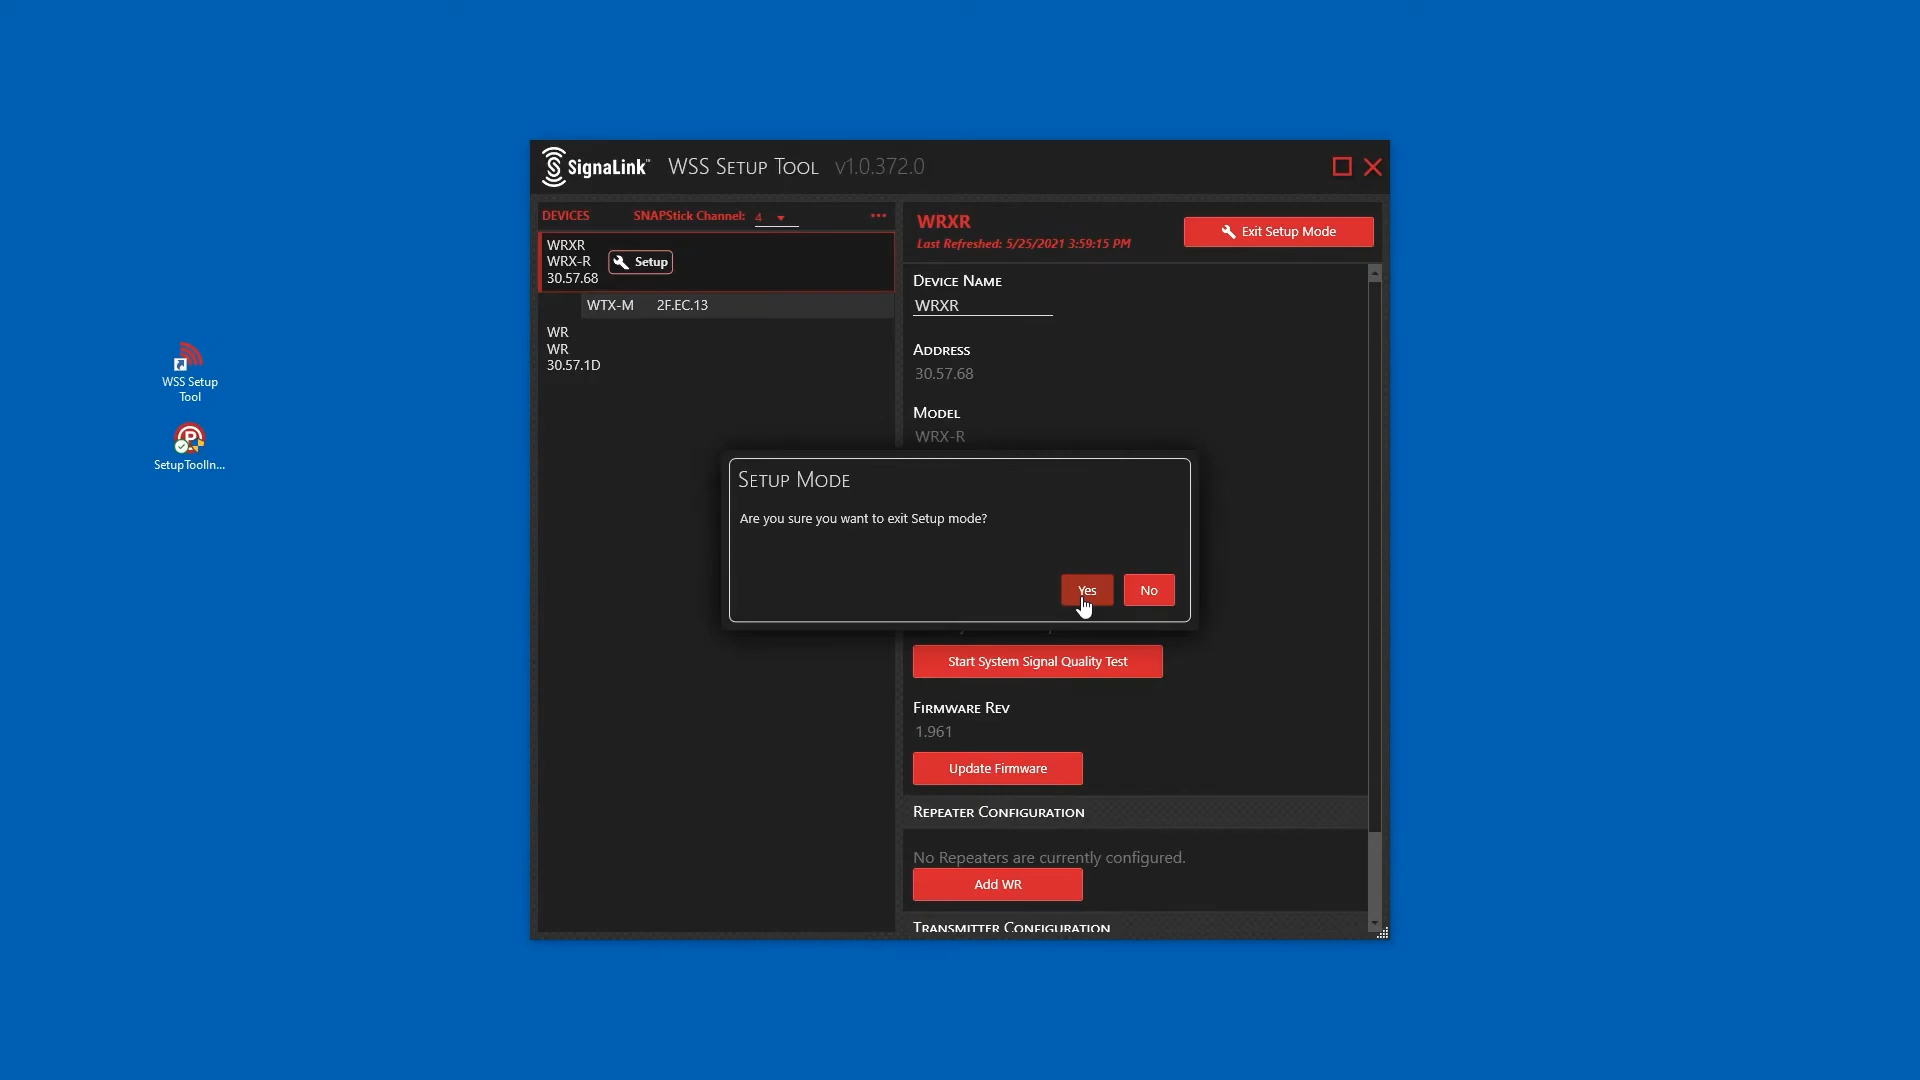 SignaLink™ WSS Setup Tool v1.0.372.0
DEVICES SNAPStick Channel: 4 •••
WRXR
WRX-R
30.57.68
Setup
WTX-M 2F.EC.13
WR
WR
30.57.1D
WRXR
Last Refreshed: 5/25/2021 3:59:15 PM
Exit Setup Mode
Device Name
WRXR
Address
30.57.68
Model
WRX-R
Setup Mode
Are you sure you want to exit Setup mode?
Yes No
Start System Signal Quality Test
Firmware Rev
1.961
Update Firmware
Repeater Configuration
No Repeaters are currently configured.
Add WR
Transmitter Configuration
WSS Setup
Tool
SetupToolIn...